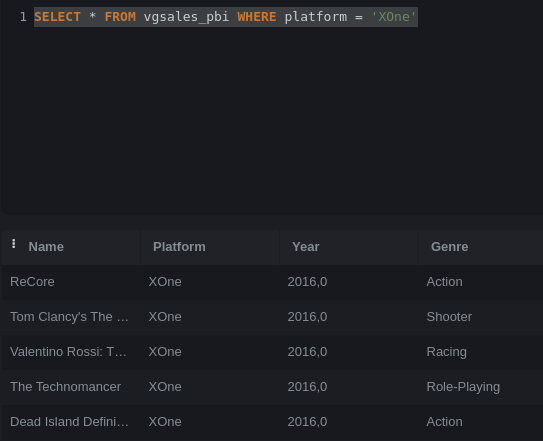 1 SELECT * FROM vgsales_pbi WHERE platform = 'XOne'
Name Platform Year Genre
ReCore XOne 2016,0 Action
Tom Clancy's The ... XOne 2016,0 Shooter
Valentino Rossi: T... XOne 2016,0 Racing
The Technomancer XOne 2016,0 Role-Playing
Dead Island Defini... XOne 2016,0 Action